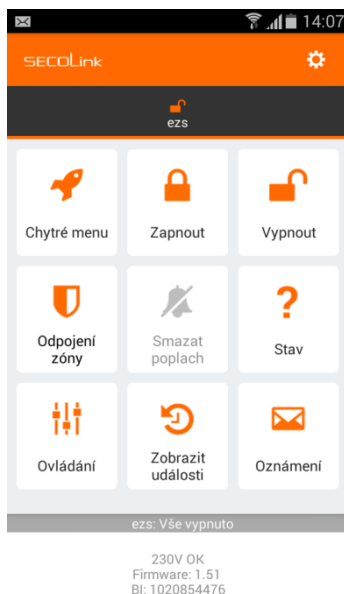 14:07
SECOLink
ezs
Chytré menu
Zapnout
Vypnout
Odpojení
zóny
Smazat
poplach
Stav
Ovládání
Zobrazit
události
Oznámení
ezs: Vše vypnuto
230V OK
Firmware: 1.51
BI: 1020854476